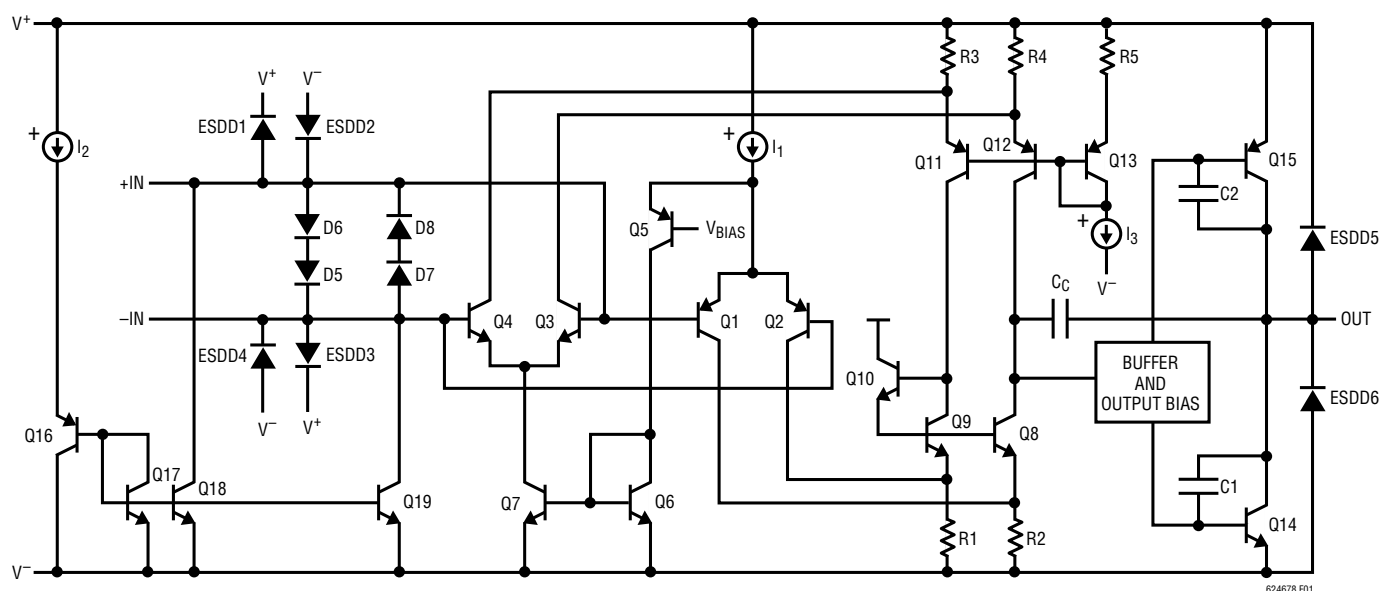 V+
V+
V−
R3
R4
R5
ESDD1
ESDD2
+
I2
+
I1
Q11
Q12
Q13
Q15
+IN
C2
D6
D8
Q5
VBIAS
+
I3
ESDD5
D5
D7
V−
CC
−IN
Q4
Q3
Q1
Q2
OUT
ESDD4
ESDD3
Q10
BUFFER
AND
OUTPUT BIAS
ESDD6
V−
V+
Q16
Q9
Q8
Q17
Q18
Q19
Q7
Q6
C1
Q14
R1
R2
V−
624678 F01